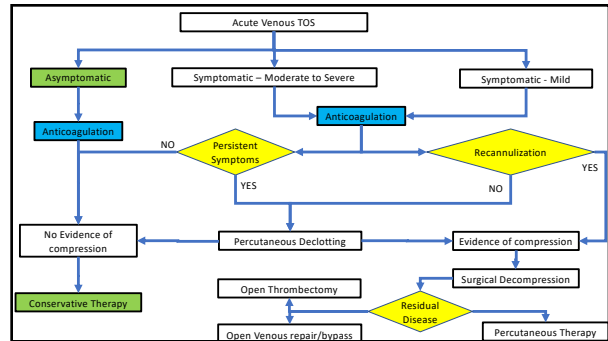 Acute Venous TOS
Asymptomatic
Symptomatic – Moderate to Severe
Symptomatic - Mild
Anticoagulation
Anticoagulation
NO
Persistent
Symptoms
Recannulization
YES
YES
NO
No Evidence of
compression
Percutaneous Declotting
Evidence of compression
Surgical Decompression
Open Thrombectomy
Conservative Therapy
Residual
Disease
Open Venous repair/bypass
Percutaneous Therapy